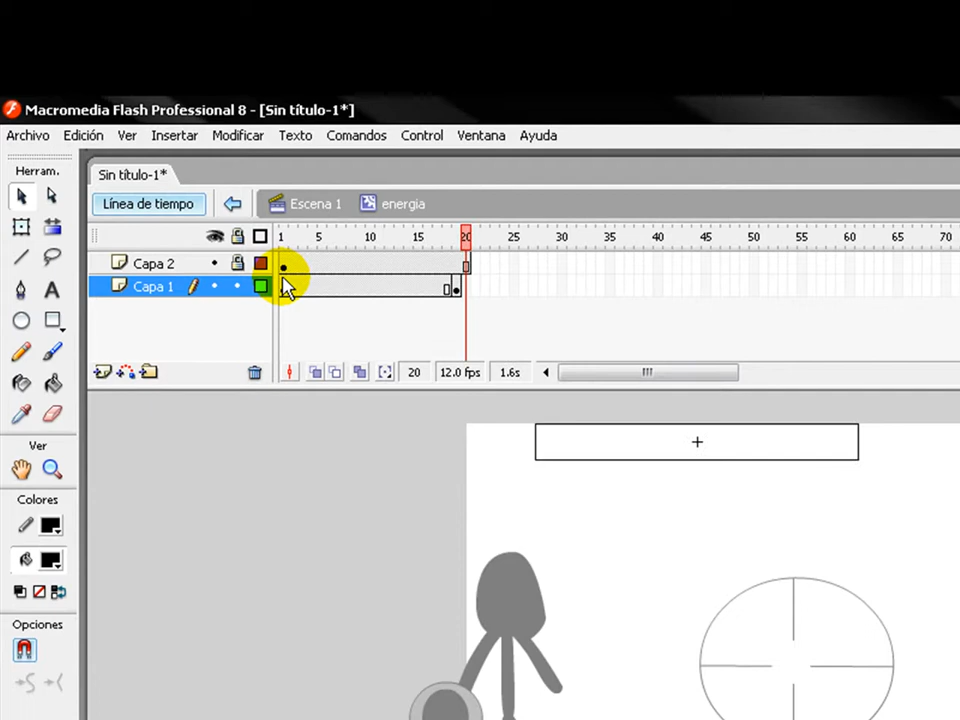 Macromedia Flash Professional 8 - [Sin título-1*]
Archivo Edición Ver Insertar Modificar Texto Comandos Control Ventana Ayuda
Herram.
Sin título-1*
Línea de tiempo Escena 1 energia
1 5 10 15 20 25 30 35 40 45 50 55 60 65 70
Capa 2
Capa 1
20 12.0 fps 1.6s
Ver
Colores
Opciones